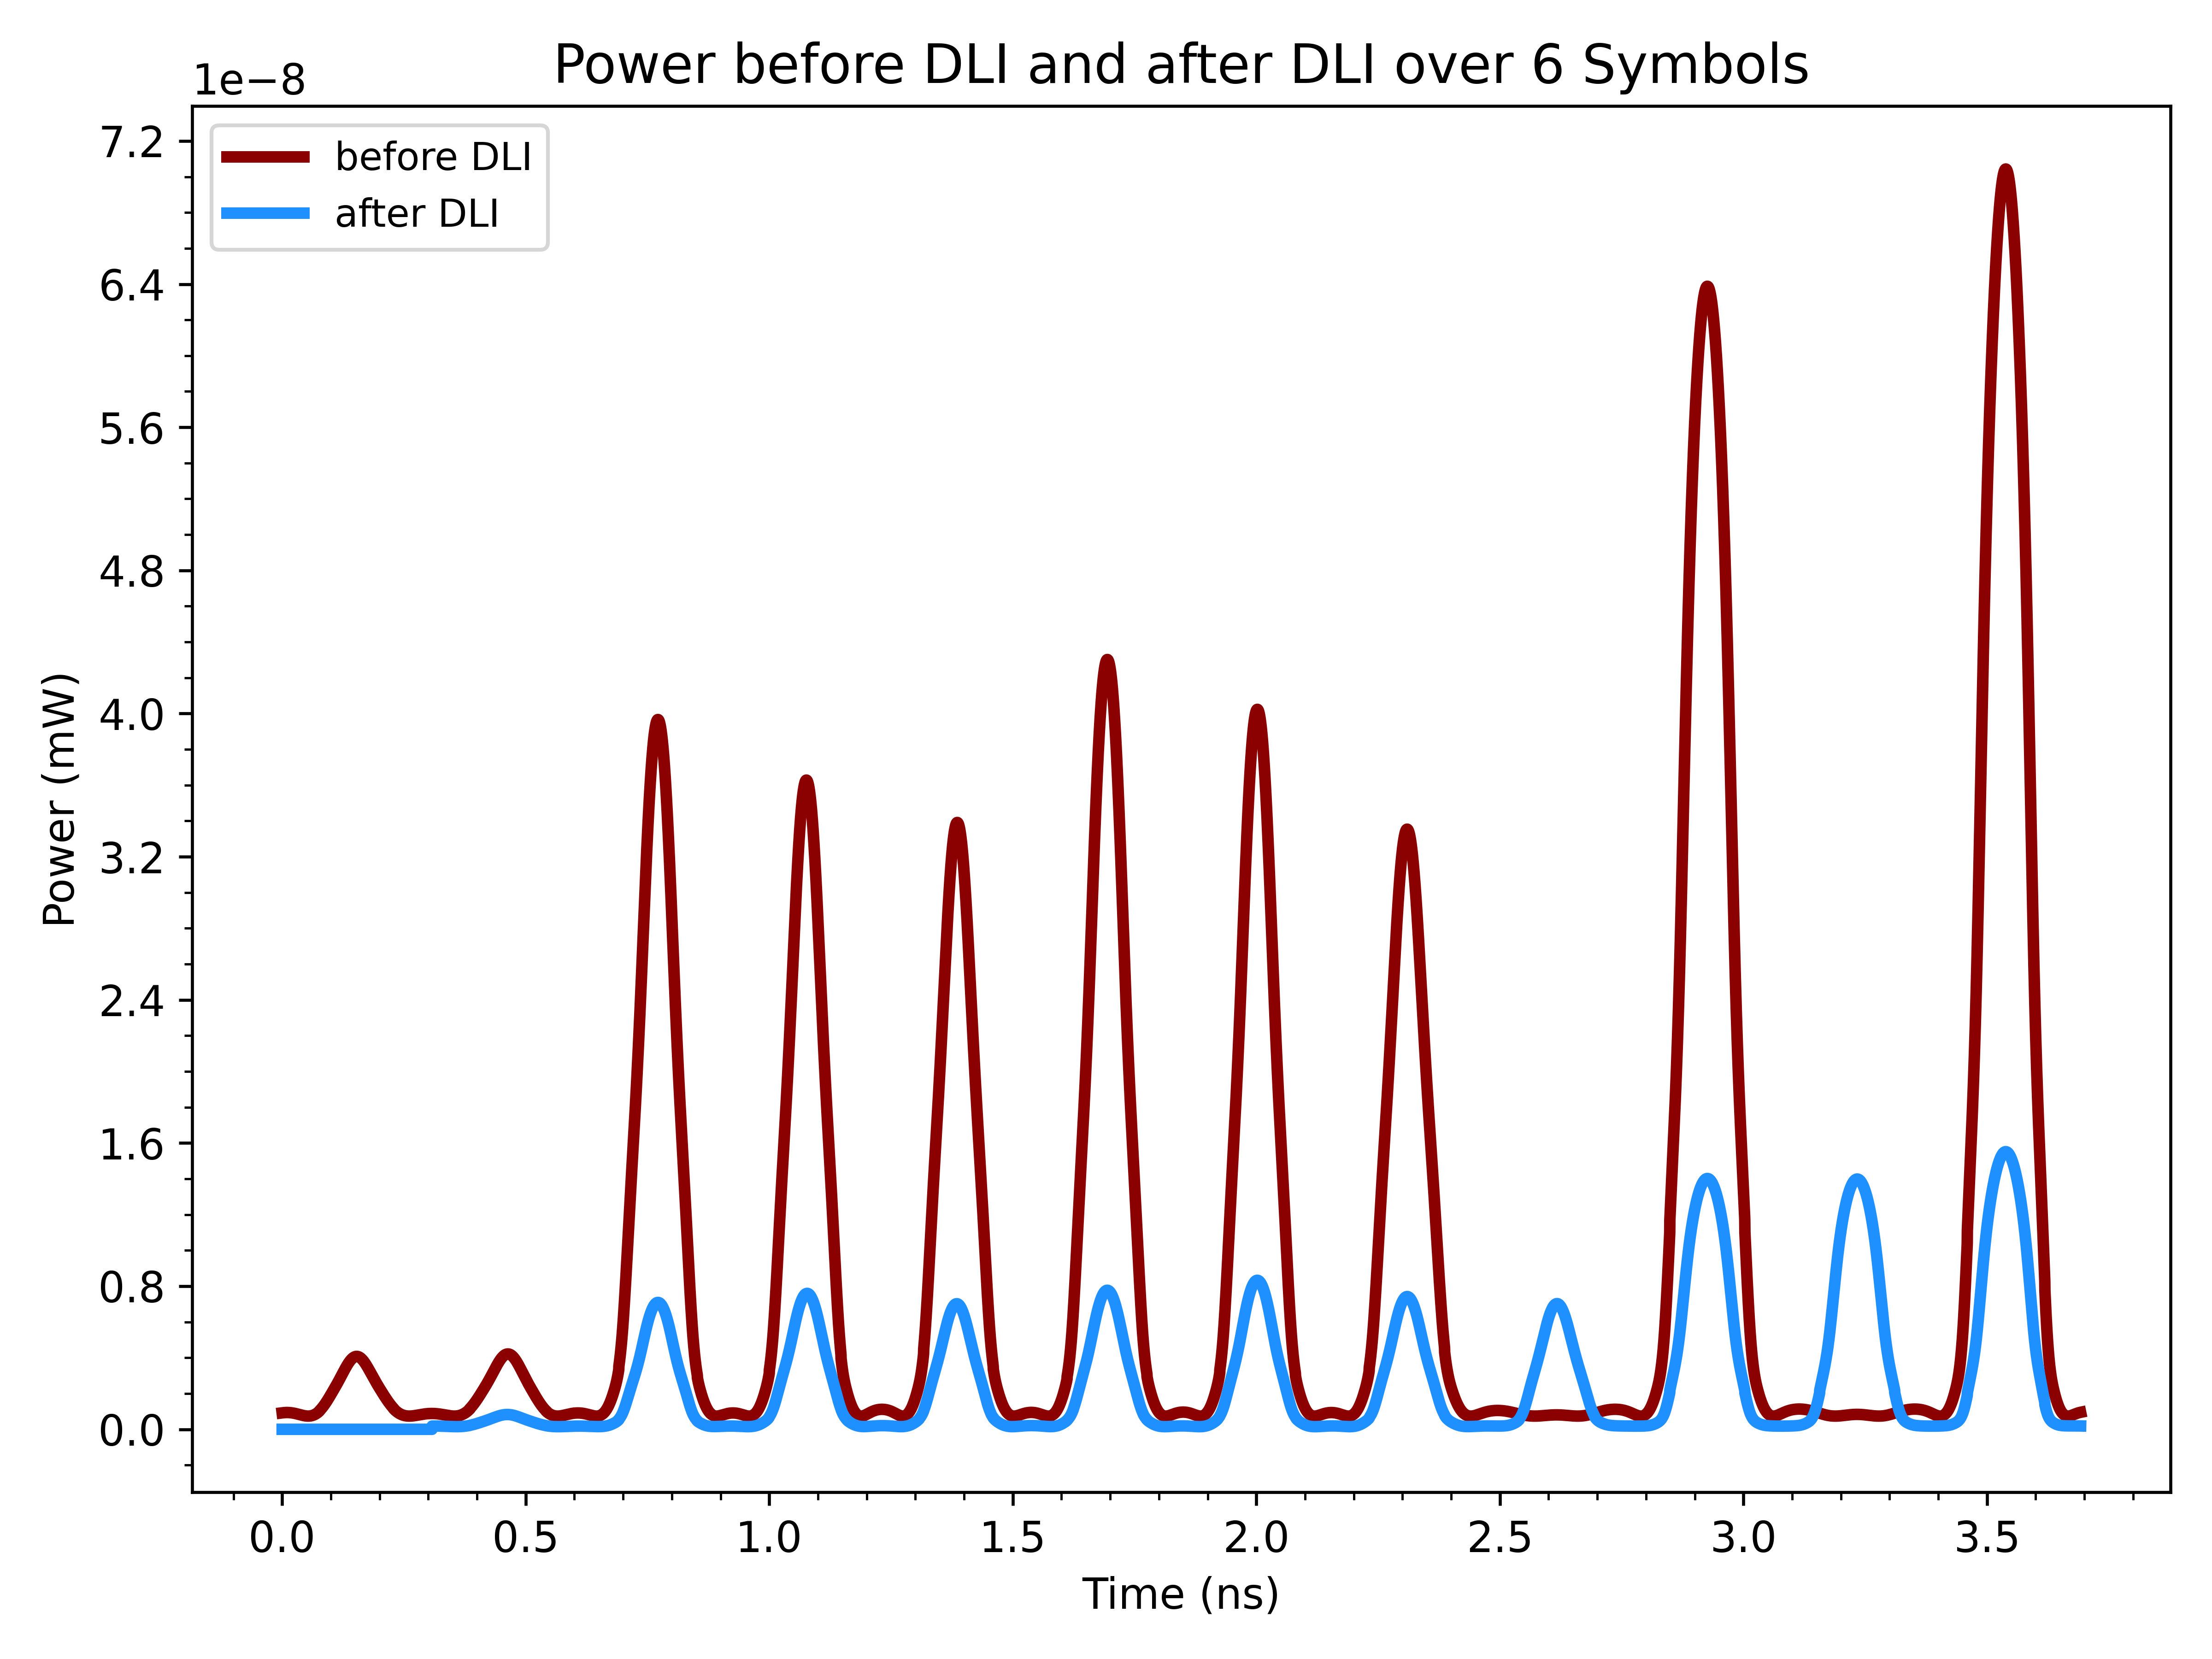 Power before DLI and after DLI over 6 Symbols
1e−8
before DLI
after DLI
7.2
6.4
5.6
4.8
4.0
3.2
2.4
1.6
0.8
0.0
Power (mW)
0.0 0.5 1.0 1.5 2.0 2.5 3.0 3.5
Time (ns)